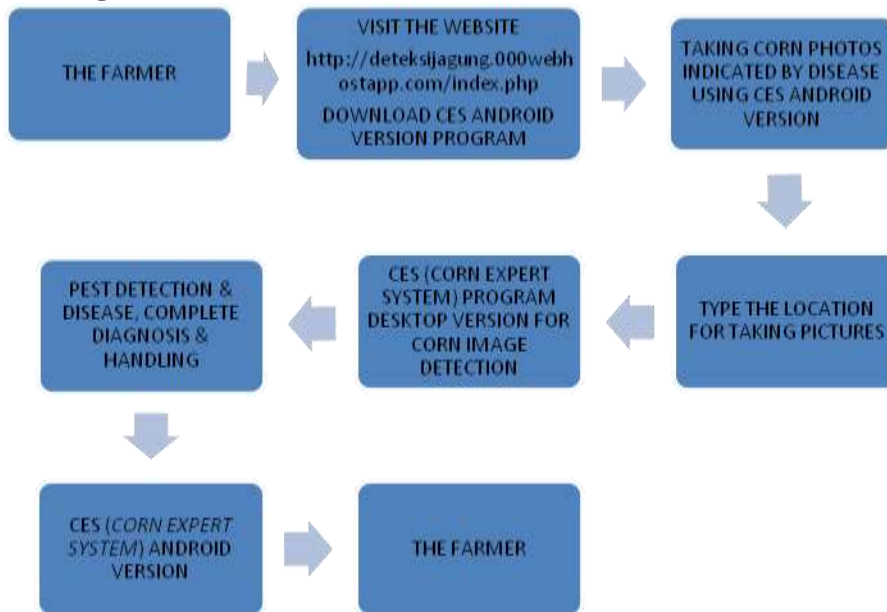 THE FARMER
VISIT THE WEBSITE
http://deteksijagung.000webh
ostapp.com/index.php
DOWNLOAD CES ANDROID
VERSION PROGRAM
TAKING CORN PHOTOS
INDICATED BY DISEASE
USING CES ANDROID
VERSION
TYPE THE LOCATION
FOR TAKING PICTURES
CES (CORN EXPERT
SYSTEM) PROGRAM
DESKTOP VERSION FOR
CORN IMAGE
DETECTION
PEST DETECTION &
DISEASE, COMPLETE
DIAGNOSIS &
HANDLING
CES (CORN EXPERT
SYSTEM) ANDROID
VERSION
THE FARMER